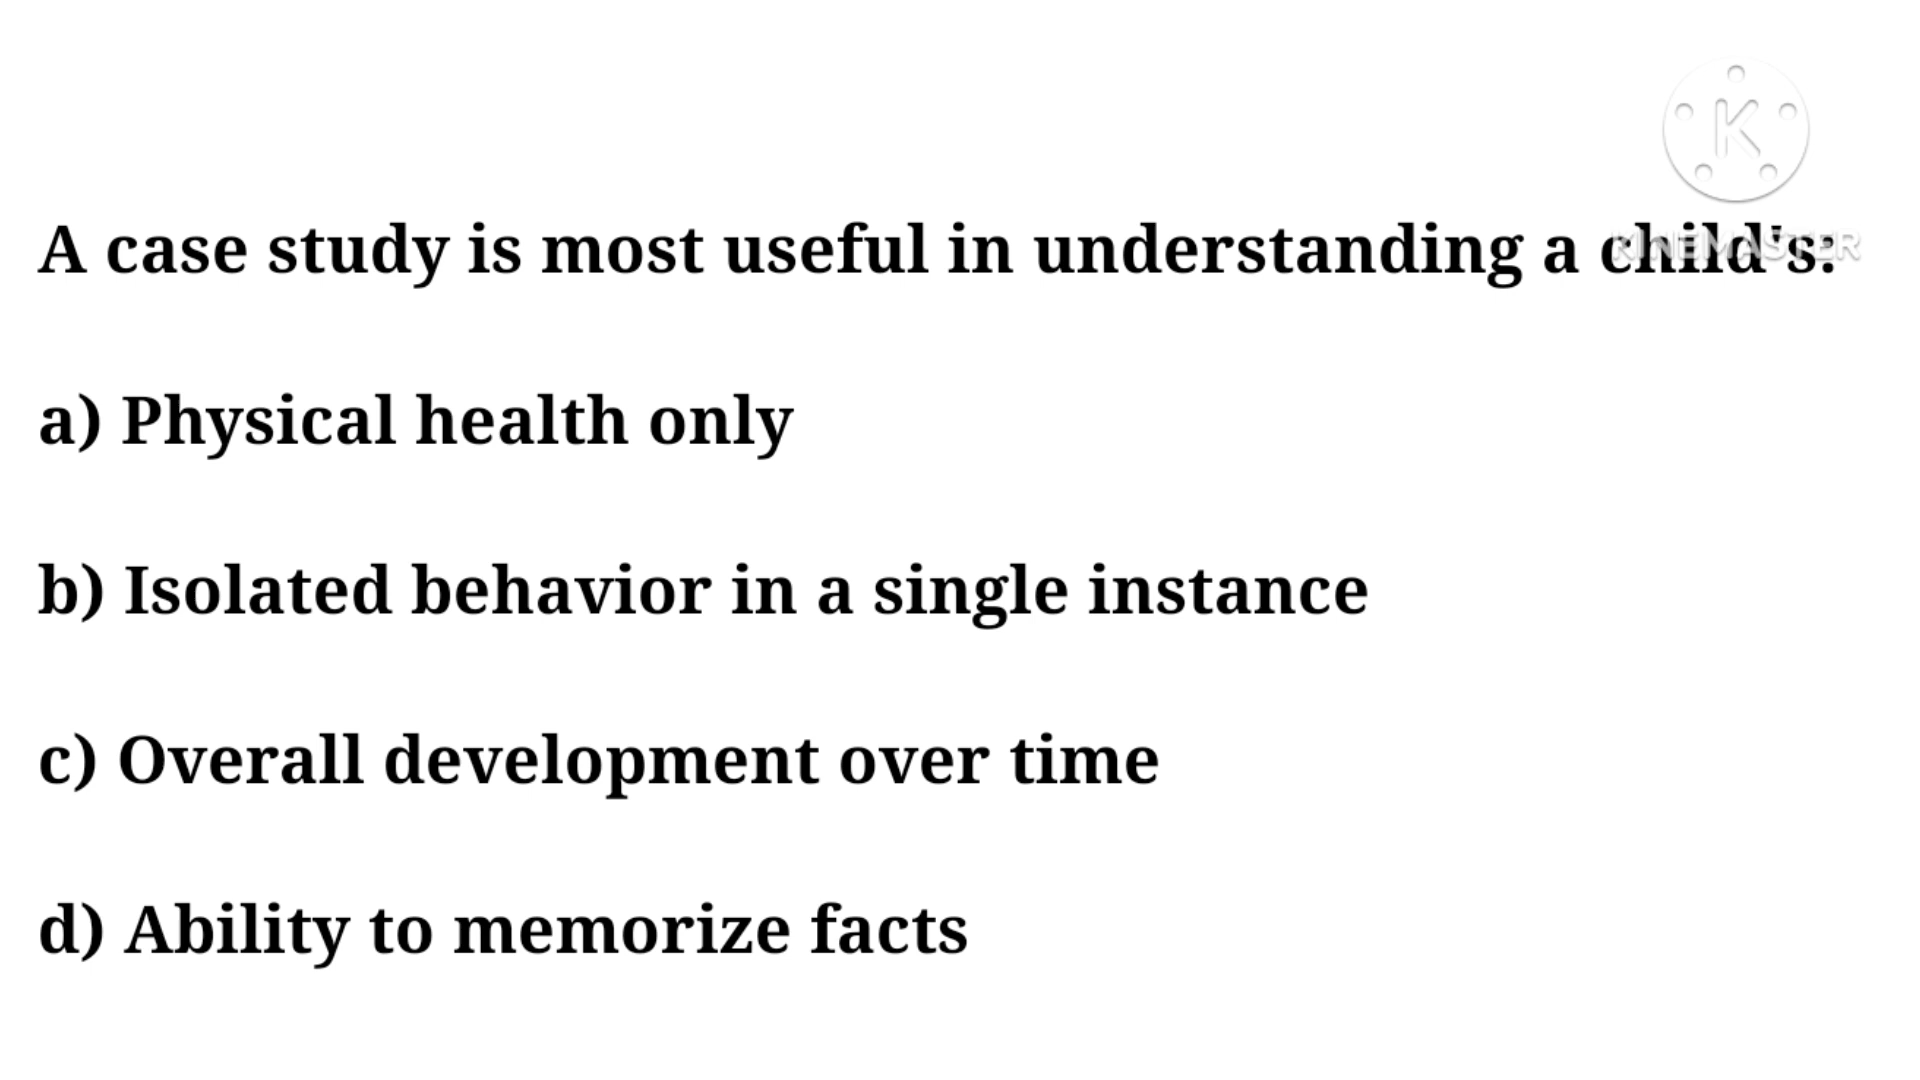 K
KINEMASTER
A case study is most useful in understanding a child's:
a) Physical health only
b) Isolated behavior in a single instance
c) Overall development over time
d) Ability to memorize facts